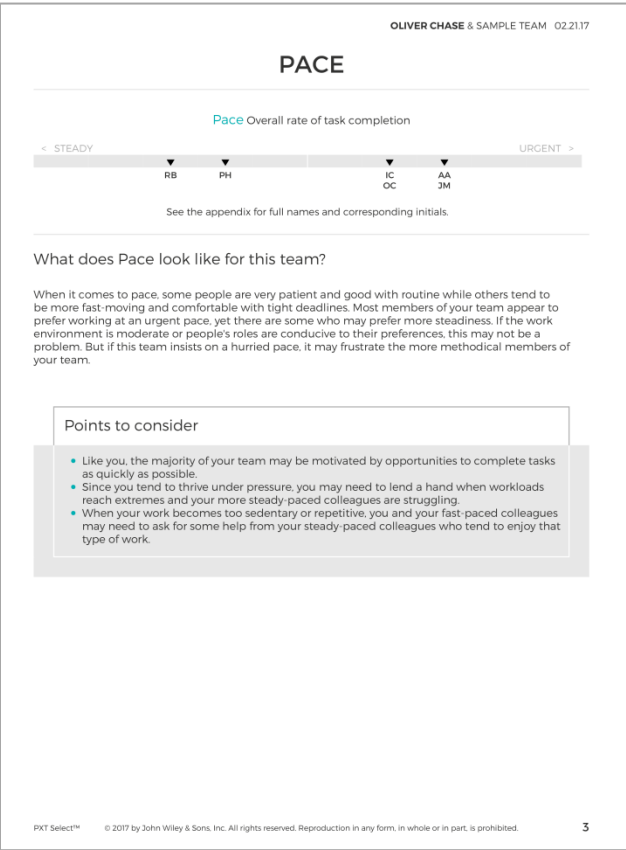 OLIVER CHASE & SAMPLE TEAM 02.21.17
PACE
Pace Overall rate of task completion
< STEADY URGENT >
RB PH IC AA
OC JM
See the appendix for full names and corresponding initials.
What does Pace look like for this team?
When it comes to pace, some people are very patient and good with routine while others tend to
be more fast-moving and comfortable with tight deadlines. Most members of your team appear to
prefer working at an urgent pace, yet there are some who may prefer more steadiness. If the work
environment is moderate or people's roles are conducive to their preferences, this may not be a
problem. But if this team insists on a hurried pace, it may frustrate the more methodical members of
your team.
Points to consider
• Like you, the majority of your team may be motivated by opportunities to complete tasks
as quickly as possible.
• Since you tend to thrive under pressure, you may need to lend a hand when workloads
reach extremes and your more steady-paced colleagues are struggling.
• When your work becomes too sedentary or repetitive, you and your fast-paced colleagues
may need to ask for some help from your steady-paced colleagues who tend to enjoy that
type of work.
PXT Select™ © 2017 by John Wiley & Sons, Inc. All rights reserved. Reproduction in any form, in whole or in part, is prohibited. 3